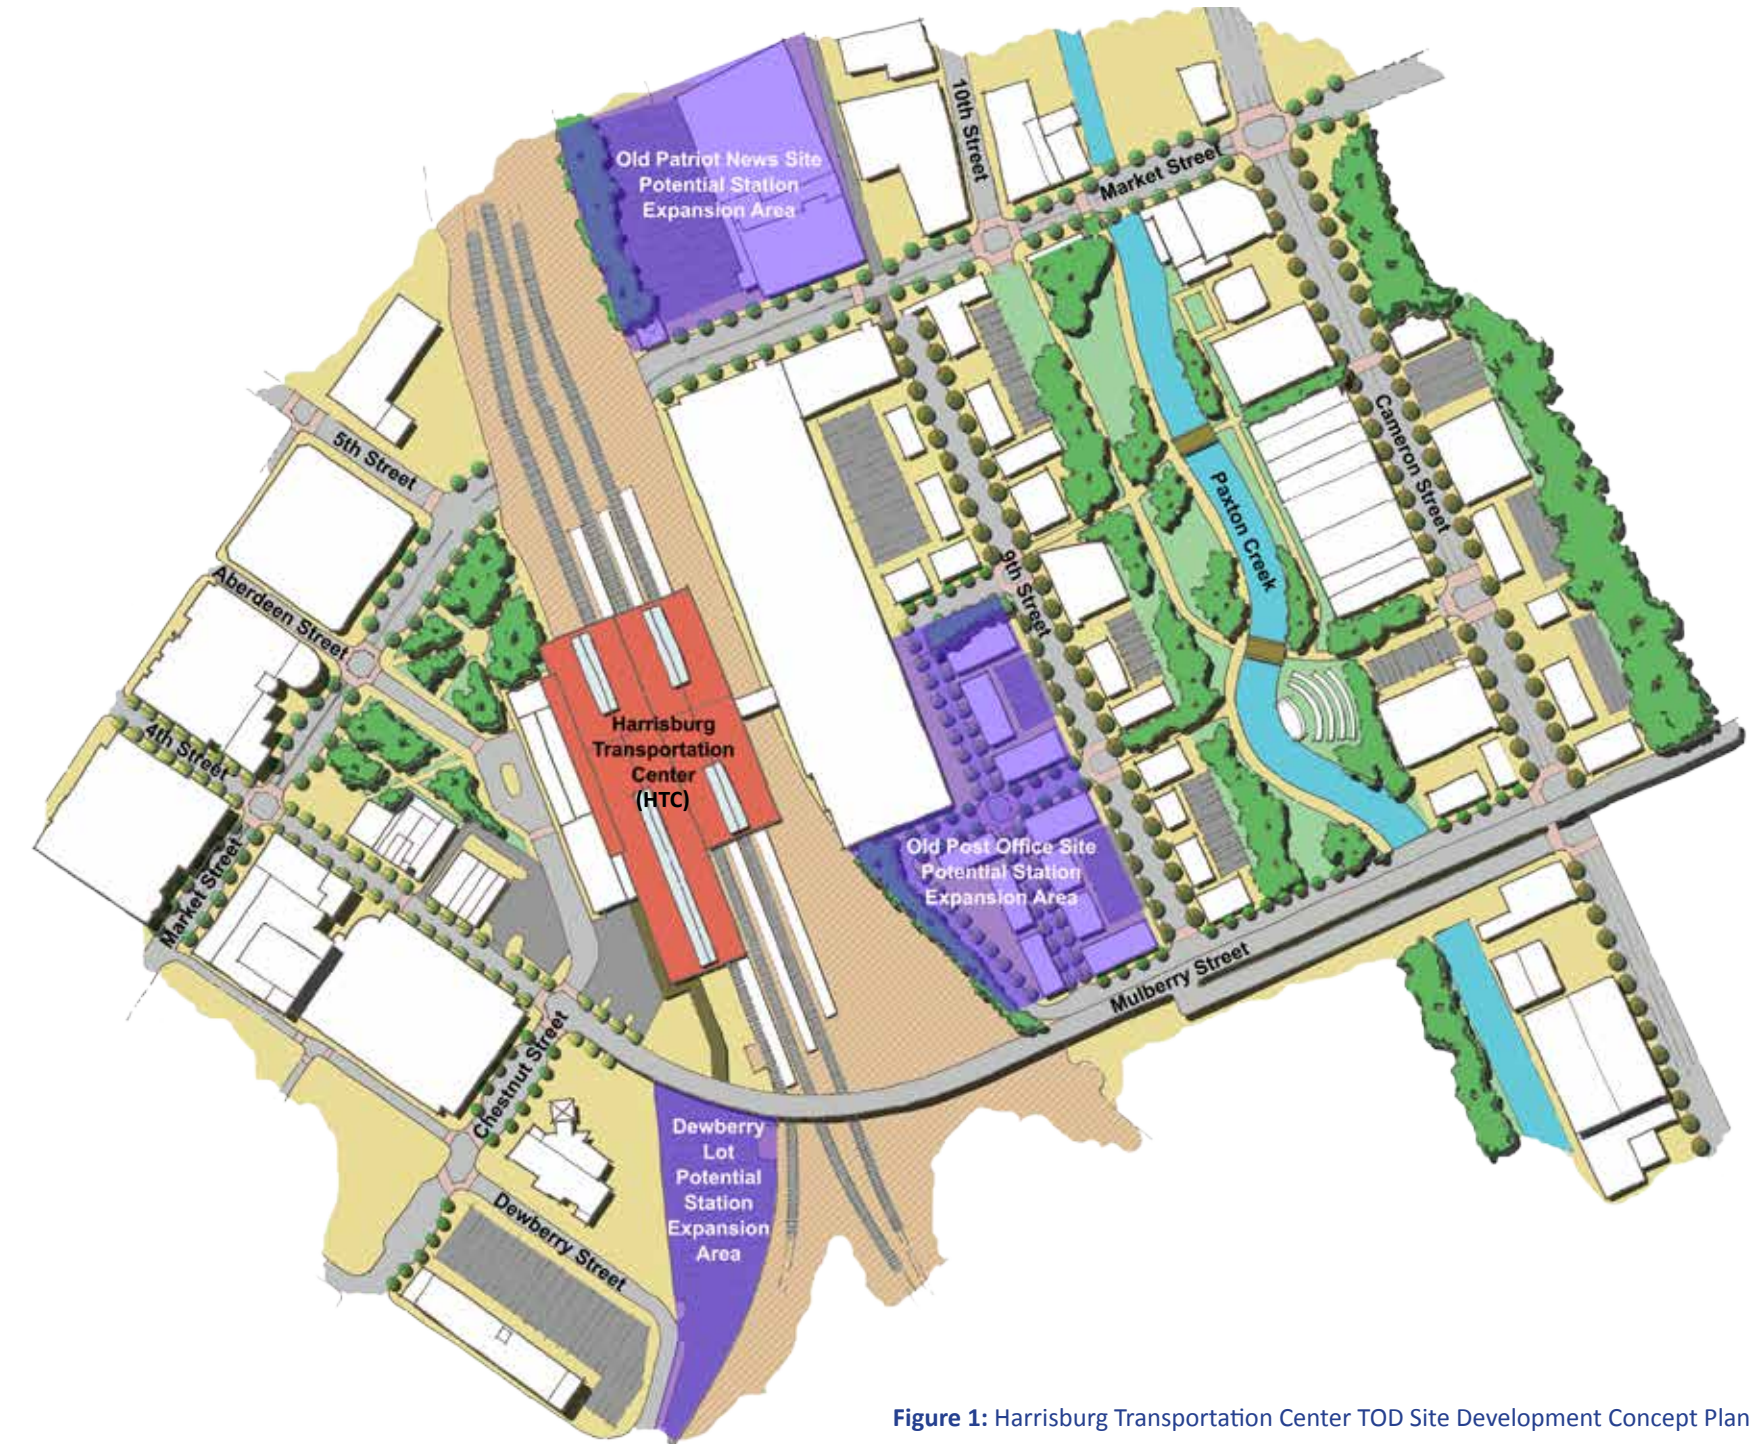 10th Street
Old Patriot News Site
Potential Station
Expansion Area
Market Street
5th Street
Cameron Street
Paxton Creek
Aberdeen Street
9th Street
4th Street
Harrisburg
Transportation
Center
(HTC)
Market Street
Old Post Office Site
Potential Station
Expansion Area
Mulberry Street
Chestnut Street
Dewberry
Lot
Potential
Station
Expansion
Area
Dewberry Street
Figure 1: Harrisburg Transportation Center TOD Site Development Concept Plan